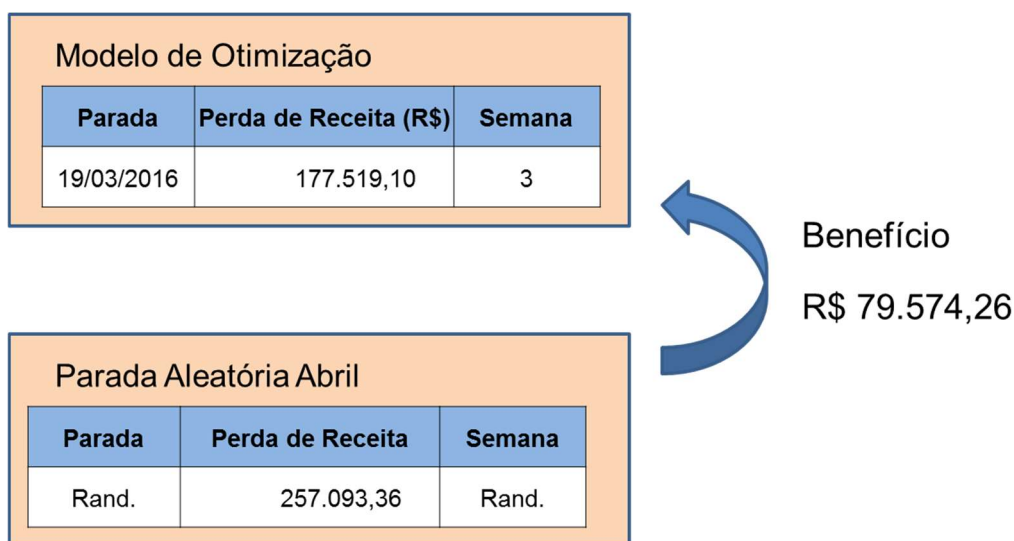 Modelo de Otimização
Parada Perda de Receita (R$) Semana
19/03/2016 177.519,10 3
Benefício
R$ 79.574,26
Parada Aleatória Abril
Parada Perda de Receita Semana
Rand. 257.093,36 Rand.